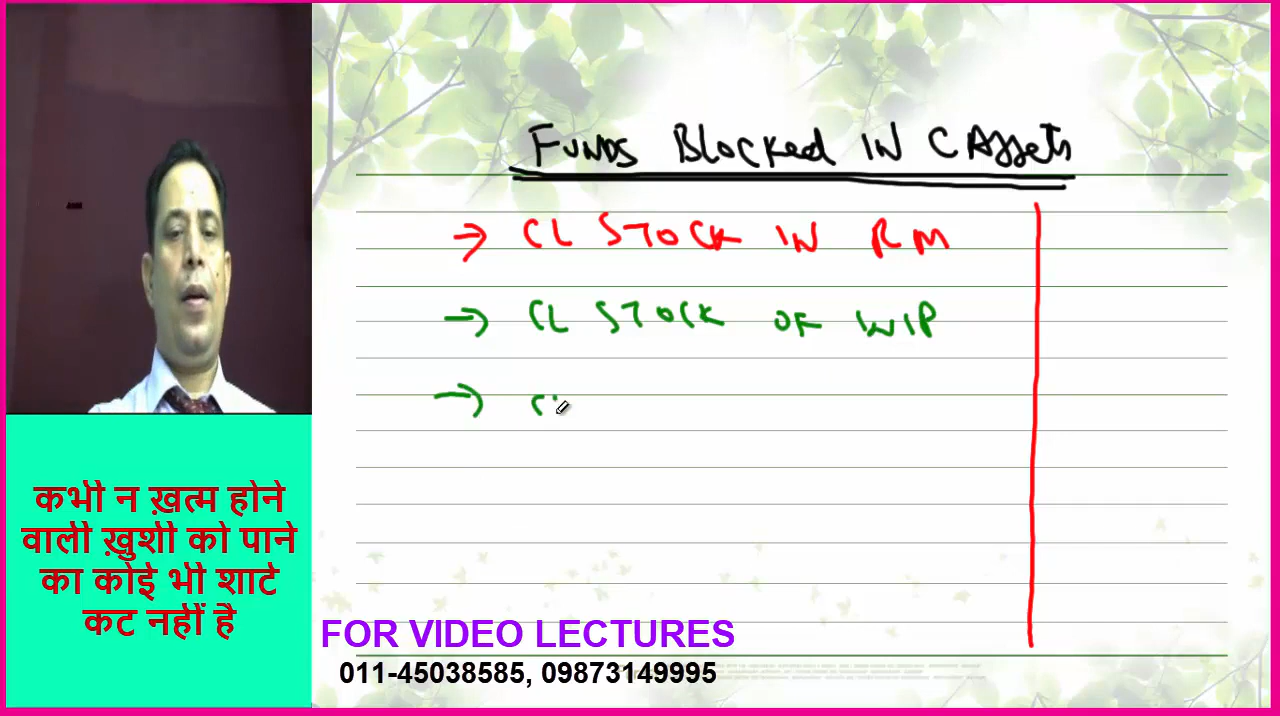 FUNDS BlockeD IN C Assets
→ CL STOCK IN RM
→ CL STOCK OF WIP
→
कभी न ख़त्म होने
वाली ख़ुशी को पाने
का कोई भी शार्ट
कट नहीं है
FOR VIDEO LECTURES
011-45038585, 09873149995